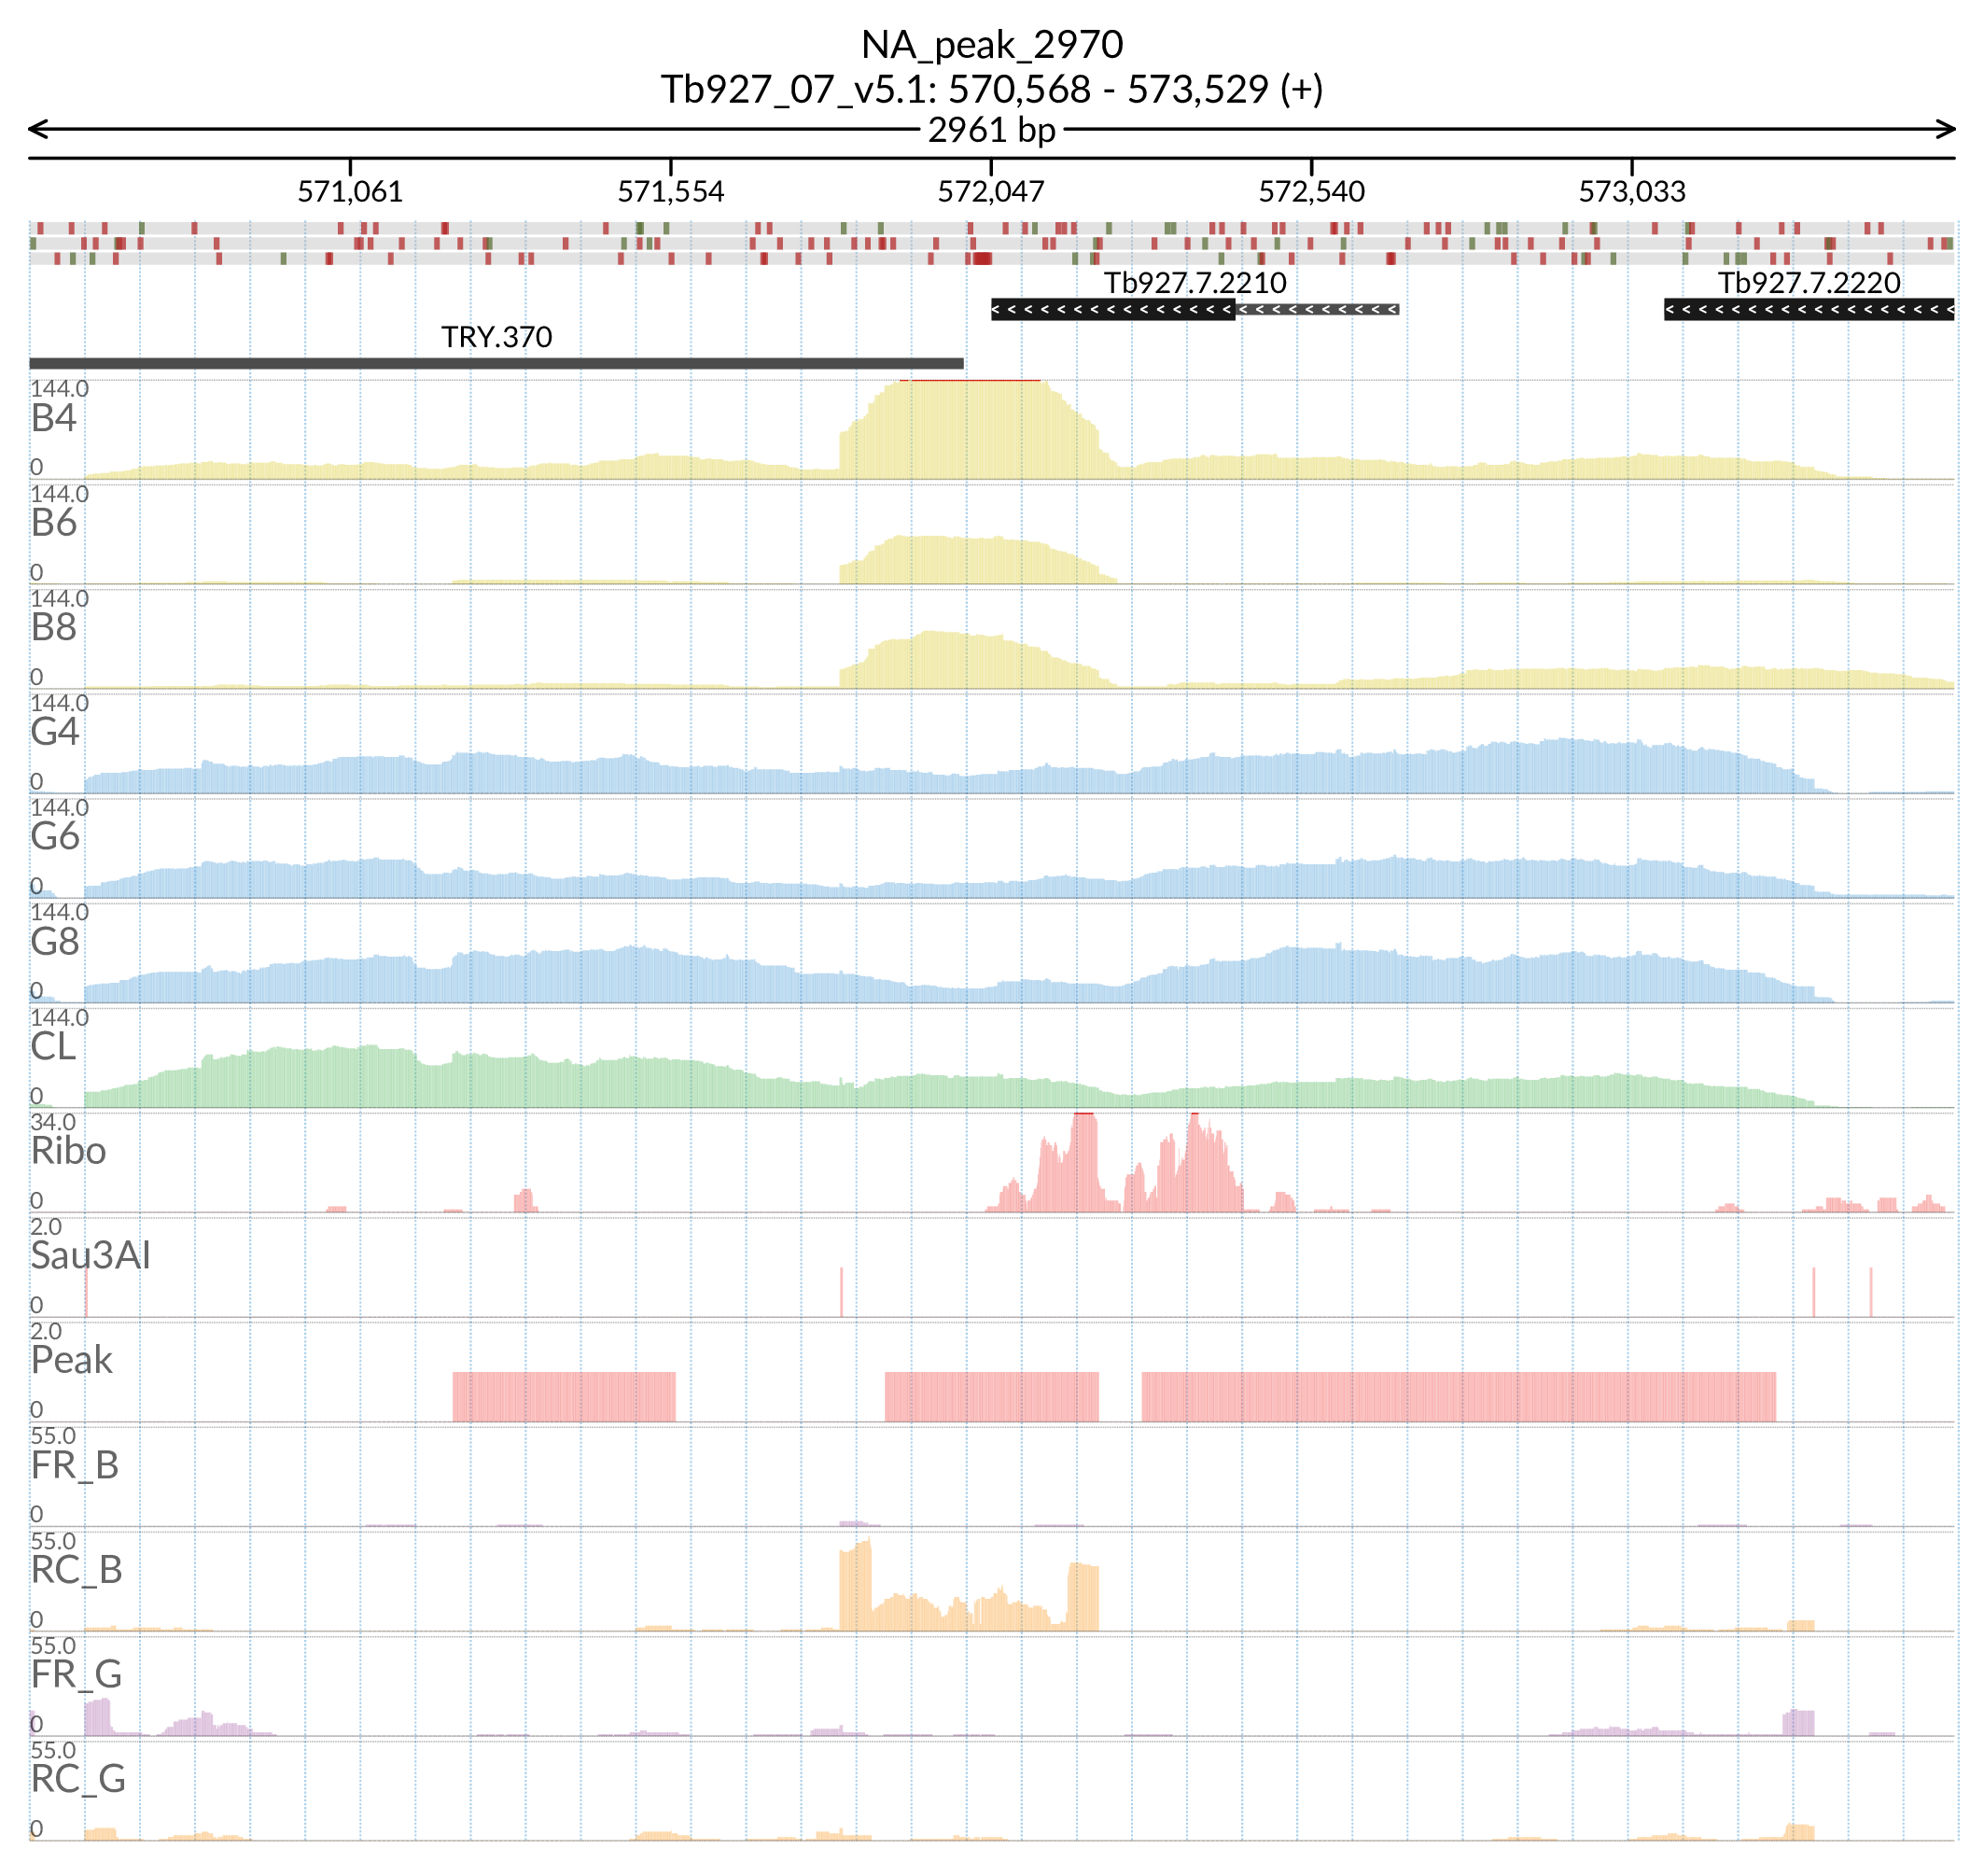 NA_peak_2970
Tb927_07_v5.1: 570,568 - 573,529 (+)
2961 bp
571,061 571,554 572,047 572,540 573,033
Tb927.7.2210 Tb927.7.2220
TRY.370
144.0
B4
0
144.0
B6
0
144.0
B8
0
144.0
G4
0
144.0
G6
0
144.0
G8
0
144.0
CL
0
34.0
Ribo
0
2.0
Sau3AI
0
2.0
Peak
0
55.0
FR_B
0
55.0
RC_B
0
55.0
FR_G
0
55.0
RC_G
0